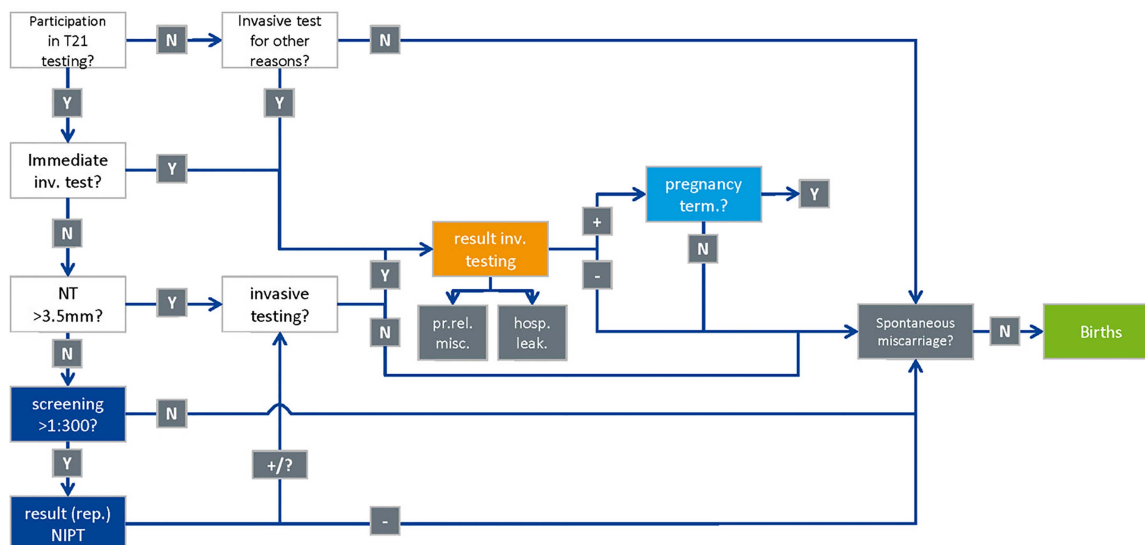 Participation
in T21
testing?
N
Invasive test
for other
reasons?
N
Y
Y
Immediate
inv. test?
Y
pregnancy
term.?
Y
N
+
result inv.
testing
N
-
Y
NT
>3.5mm?
Y
invasive
testing?
N
pr.rel.
misc.
hosp.
leak.
Spontaneous
miscarriage?
N
Births
N
screening
>1:300?
N
Y
+/?
result (rep.)
NIPT
-